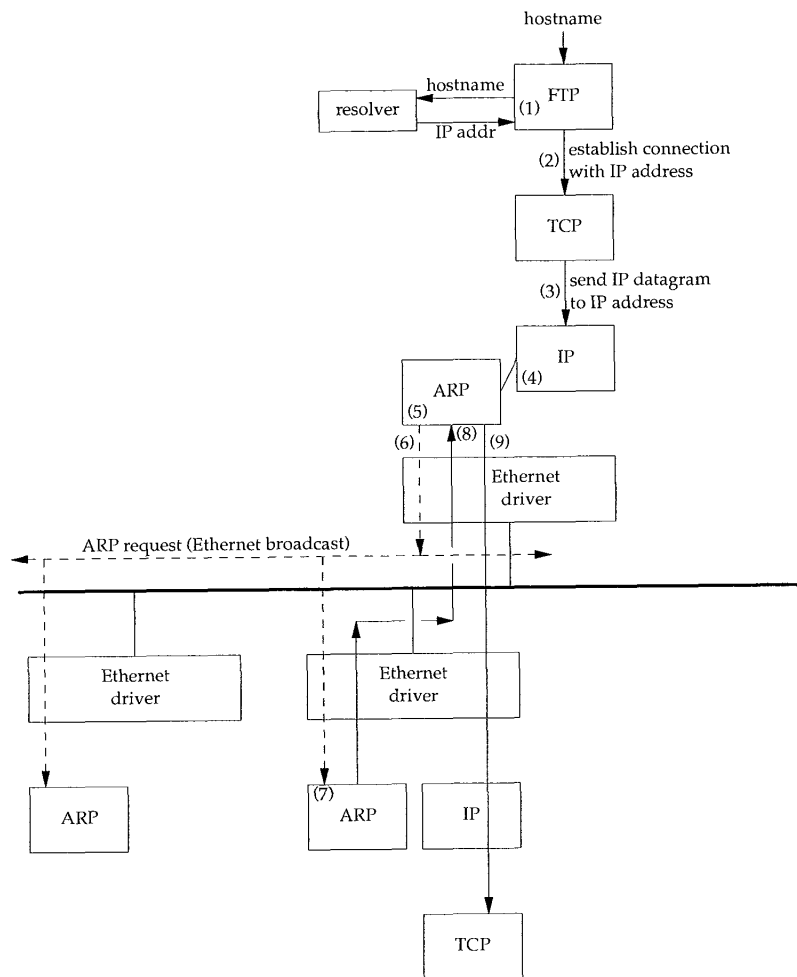 hostname
hostname
FTP
(1)
resolver
IP addr
(2)
establish connection
with IP address
TCP
(3)
send IP datagram
to IP address
IP
(4)
ARP
(5)
(6)
(8)
(9)
Ethernet
driver
ARP request (Ethernet broadcast)
Ethernet
driver
Ethernet
driver
(7)
ARP
ARP
IP
TCP